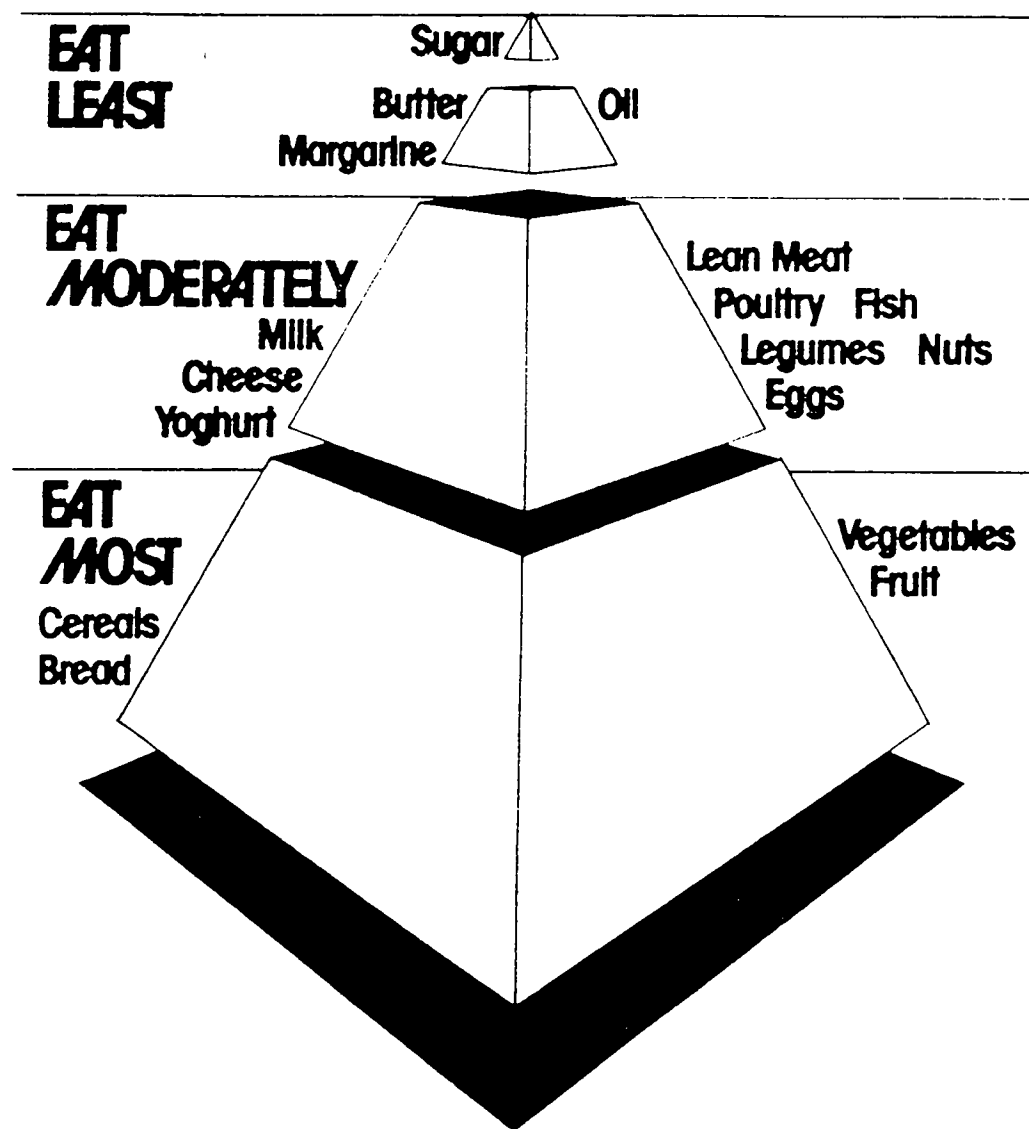 EAT
LEAST
Sugar
Butter
Oil
Margarine
EAT
MODERATELY
Milk
Cheese
Yoghurt
Lean Meat
Poultry Fish
Legumes Nuts
Eggs
EAT
MOST
Cereals
Bread
Vegetables
Fruit